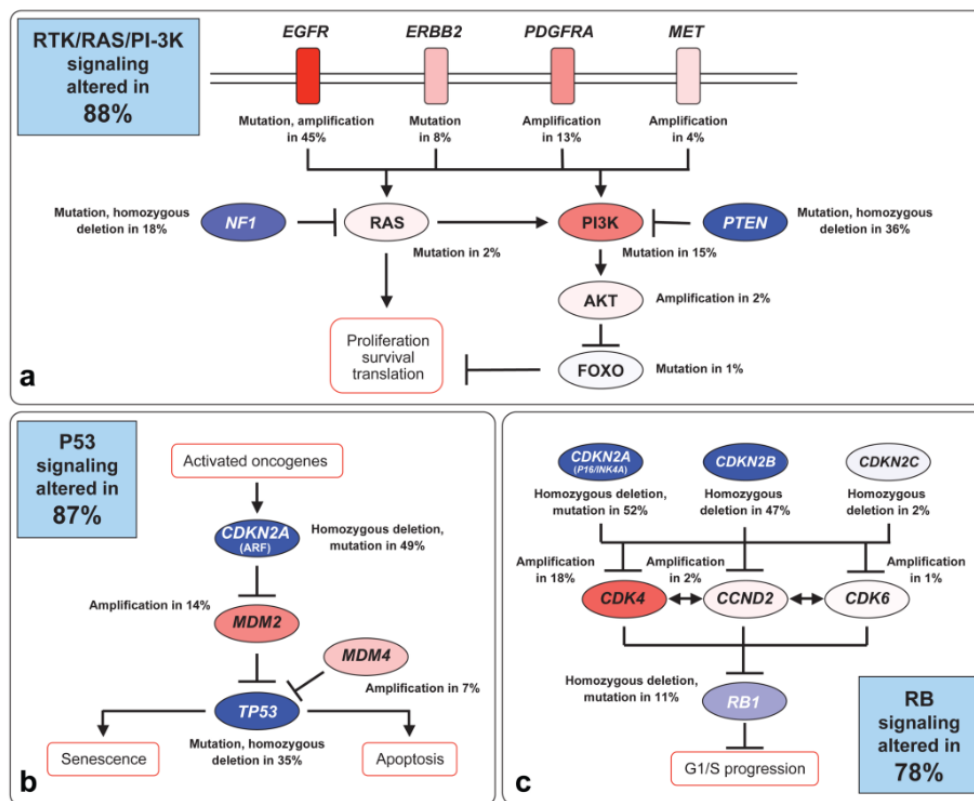 RTK/RAS/PI-3K
signaling
altered in
88%
EGFR
ERBB2
PDGFRA
MET
Mutation, amplification
in 45%
Mutation
in 8%
Amplification
in 13%
Amplification
in 4%
Mutation, homozygous
deletion in 18%
NF1
RAS
PI3K
PTEN
Mutation, homozygous
deletion in 36%
Mutation in 2%
Mutation in 15%
AKT
Amplification in 2%
Proliferation
survival
translation
FOXO
Mutation in 1%
a
P53
signaling
altered in
87%
Activated oncogenes
CDKN2A
(ARF)
Homozygous deletion,
mutation in 49%
Amplification in 14%
MDM2
MDM4
Amplification in 7%
TP53
Mutation, homozygous
deletion in 35%
Senescence
Apoptosis
b
CDKN2A
(P16/INK4A)
CDKN2B
CDKN2C
Homozygous deletion,
mutation in 52%
Homozygous
deletion in 47%
Homozygous
deletion in 2%
Amplification
in 18%
Amplification
in 2%
Amplification
in 1%
CDK4
CCND2
CDK6
Homozygous deletion,
mutation in 11%
RB1
G1/S progression
RB
signaling
altered in
78%
c